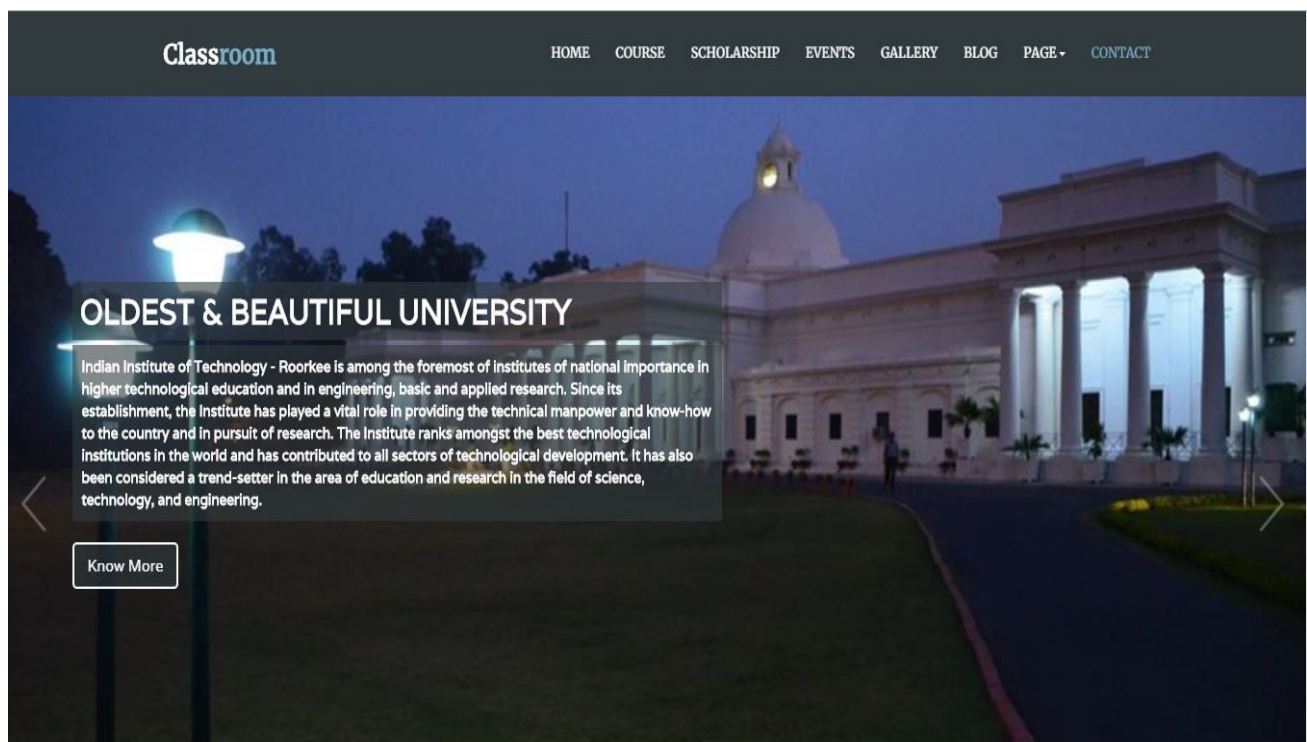 Classroom
HOME COURSE SCHOLARSHIP EVENTS GALLERY BLOG PAGE CONTACT
OLDEST & BEAUTIFUL UNIVERSITY
Indian Institute of Technology - Roorkee is among the foremost of institutes of national importance in
higher technological education and in engineering, basic and applied research. Since its
establishment, the Institute has played a vital role in providing the technical manpower and know-how
to the country and in pursuit of research. The Institute ranks amongst the best technological
institutions in the world and has contributed to all sectors of technological development. It has also
been considered a trend-setter in the area of education and research in the field of science,
technology, and engineering.
Know More